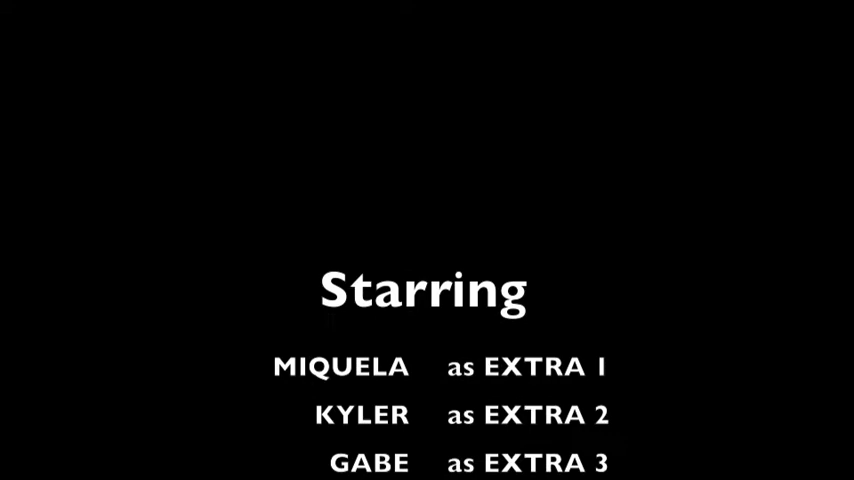 Starring
MIQUELA as EXTRA 1
KYLER as EXTRA 2
GABE as EXTRA 3